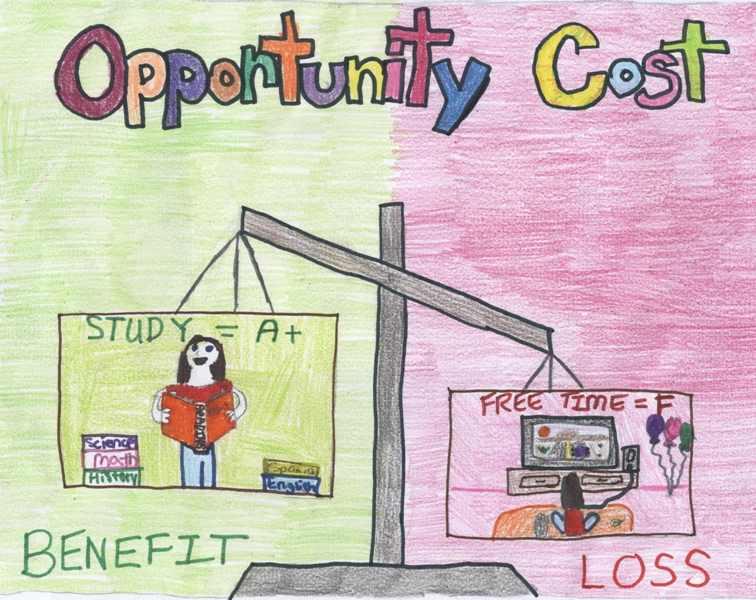 Opportunity Cost
STUDY = A+
FREE TIME = F
Science
Math
History
Spanish
English
BENEFIT
LOSS